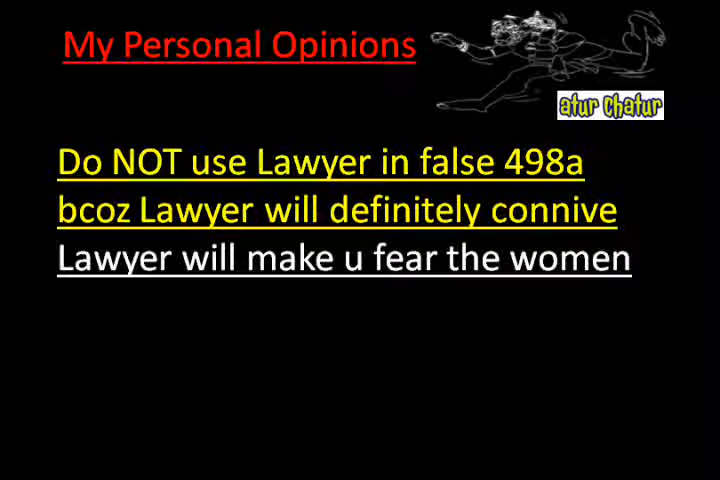 My Personal Opinions
atur chatur
Do NOT use Lawyer in false 498a
bcoz Lawyer will definitely connive
Lawyer will make u fear the women